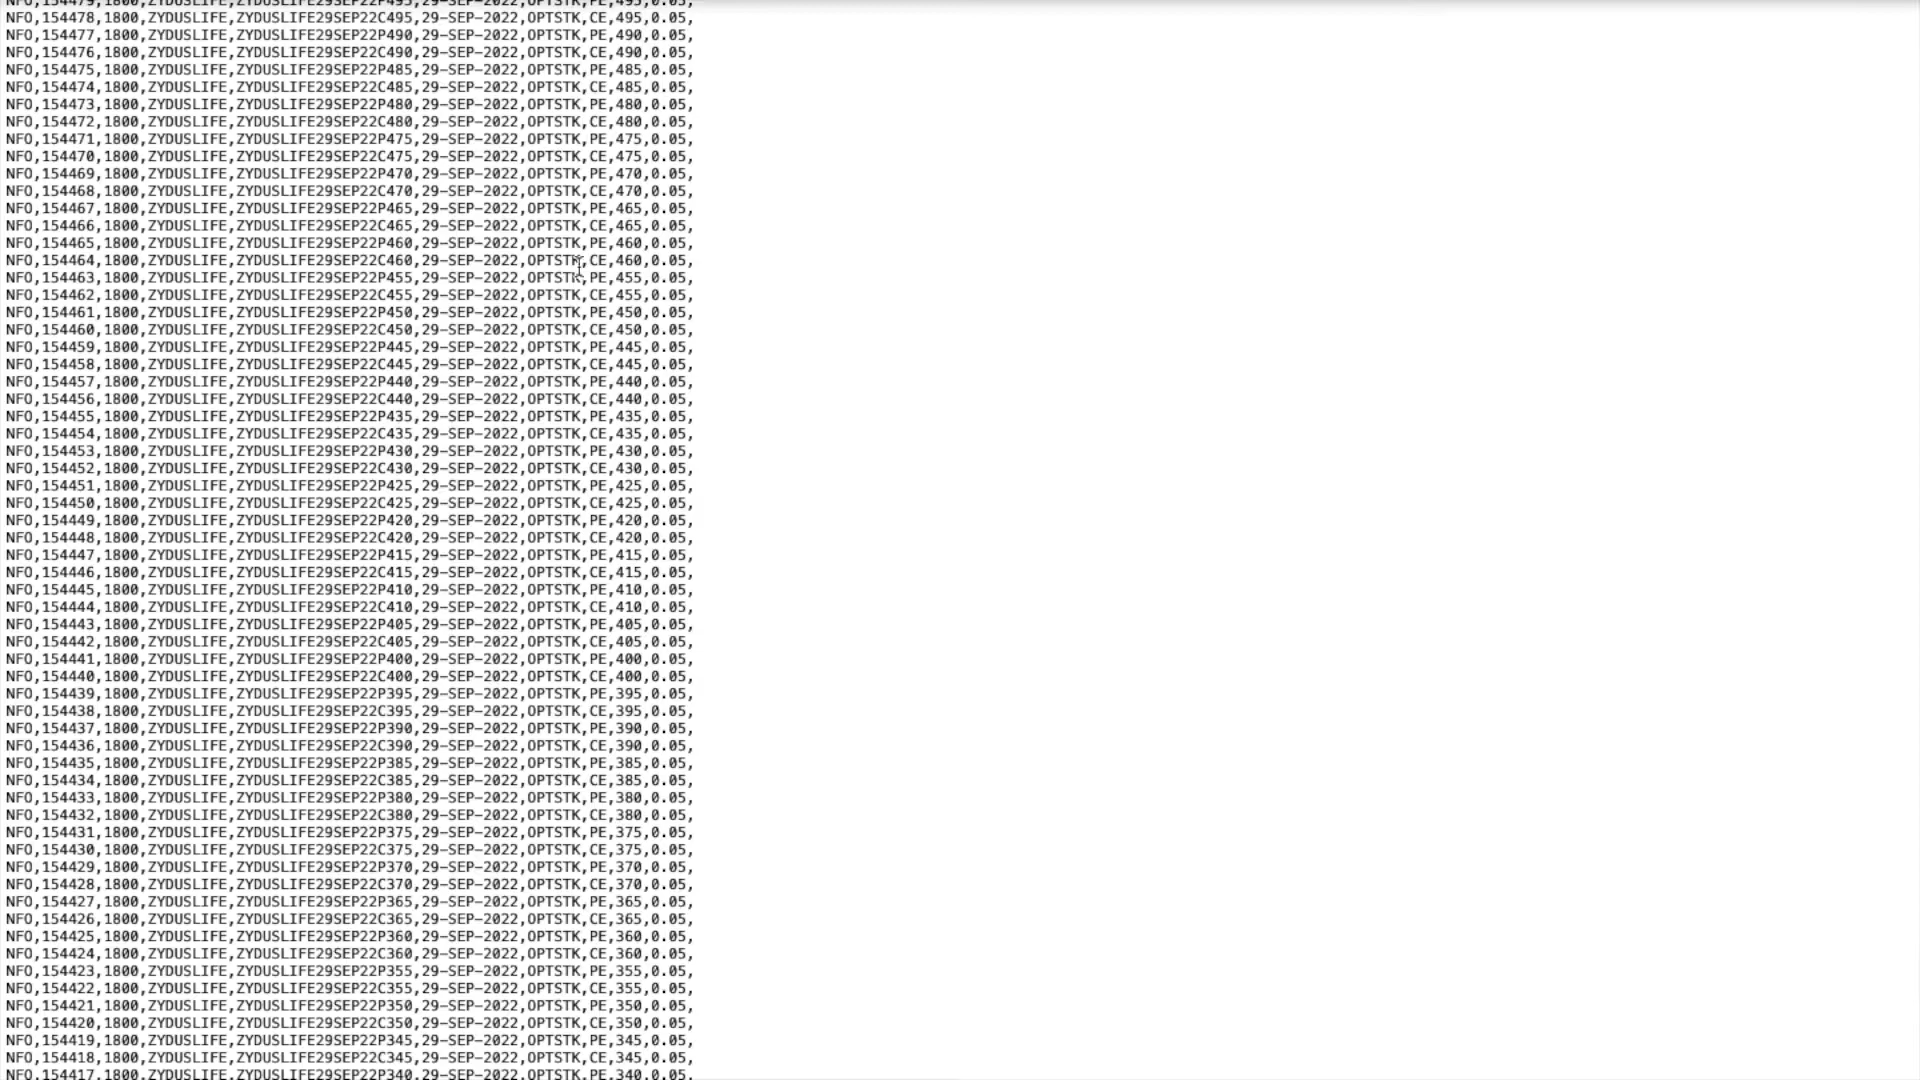 NFO,154479,1800,ZYDUSLIFE,ZYDUSLIFE29SEP22P495,29-SEP-2022,OPTSTK,PE,495,0.05,
NFO,154478,1800,ZYDUSLIFE,ZYDUSLIFE29SEP22C495,29-SEP-2022,OPTSTK,CE,495,0.05,
NFO,154477,1800,ZYDUSLIFE,ZYDUSLIFE29SEP22P490,29-SEP-2022,OPTSTK,PE,490,0.05,
NFO,154476,1800,ZYDUSLIFE,ZYDUSLIFE29SEP22C490,29-SEP-2022,OPTSTK,CE,490,0.05,
NFO,154475,1800,ZYDUSLIFE,ZYDUSLIFE29SEP22P485,29-SEP-2022,OPTSTK,PE,485,0.05,
NFO,154474,1800,ZYDUSLIFE,ZYDUSLIFE29SEP22C485,29-SEP-2022,OPTSTK,CE,485,0.05,
NFO,154473,1800,ZYDUSLIFE,ZYDUSLIFE29SEP22P480,29-SEP-2022,OPTSTK,PE,480,0.05,
NFO,154472,1800,ZYDUSLIFE,ZYDUSLIFE29SEP22C480,29-SEP-2022,OPTSTK,CE,480,0.05,
NFO,154471,1800,ZYDUSLIFE,ZYDUSLIFE29SEP22P475,29-SEP-2022,OPTSTK,PE,475,0.05,
NFO,154470,1800,ZYDUSLIFE,ZYDUSLIFE29SEP22C475,29-SEP-2022,OPTSTK,CE,475,0.05,
NFO,154469,1800,ZYDUSLIFE,ZYDUSLIFE29SEP22P470,29-SEP-2022,OPTSTK,PE,470,0.05,
NFO,154468,1800,ZYDUSLIFE,ZYDUSLIFE29SEP22C470,29-SEP-2022,OPTSTK,CE,470,0.05,
NFO,154467,1800,ZYDUSLIFE,ZYDUSLIFE29SEP22P465,29-SEP-2022,OPTSTK,PE,465,0.05,
NFO,154466,1800,ZYDUSLIFE,ZYDUSLIFE29SEP22C465,29-SEP-2022,OPTSTK,CE,465,0.05,
NFO,154465,1800,ZYDUSLIFE,ZYDUSLIFE29SEP22P460,29-SEP-2022,OPTSTK,PE,460,0.05,
NFO,154464,1800,ZYDUSLIFE,ZYDUSLIFE29SEP22C460,29-SEP-2022,OPTSTK,CE,460,0.05,
NFO,154463,1800,ZYDUSLIFE,ZYDUSLIFE29SEP22P455,29-SEP-2022,OPTSTK,PE,455,0.05,
NFO,154462,1800,ZYDUSLIFE,ZYDUSLIFE29SEP22C455,29-SEP-2022,OPTSTK,CE,455,0.05,
NFO,154461,1800,ZYDUSLIFE,ZYDUSLIFE29SEP22P450,29-SEP-2022,OPTSTK,PE,450,0.05,
NFO,154460,1800,ZYDUSLIFE,ZYDUSLIFE29SEP22C450,29-SEP-2022,OPTSTK,CE,450,0.05,
NFO,154459,1800,ZYDUSLIFE,ZYDUSLIFE29SEP22P445,29-SEP-2022,OPTSTK,PE,445,0.05,
NFO,154458,1800,ZYDUSLIFE,ZYDUSLIFE29SEP22C445,29-SEP-2022,OPTSTK,CE,445,0.05,
NFO,154457,1800,ZYDUSLIFE,ZYDUSLIFE29SEP22P440,29-SEP-2022,OPTSTK,PE,440,0.05,
NFO,154456,1800,ZYDUSLIFE,ZYDUSLIFE29SEP22C440,29-SEP-2022,OPTSTK,CE,440,0.05,
NFO,154455,1800,ZYDUSLIFE,ZYDUSLIFE29SEP22P435,29-SEP-2022,OPTSTK,PE,435,0.05,
NFO,154454,1800,ZYDUSLIFE,ZYDUSLIFE29SEP22C435,29-SEP-2022,OPTSTK,CE,435,0.05,
NFO,154453,1800,ZYDUSLIFE,ZYDUSLIFE29SEP22P430,29-SEP-2022,OPTSTK,PE,430,0.05,
NFO,154452,1800,ZYDUSLIFE,ZYDUSLIFE29SEP22C430,29-SEP-2022,OPTSTK,CE,430,0.05,
NFO,154451,1800,ZYDUSLIFE,ZYDUSLIFE29SEP22P425,29-SEP-2022,OPTSTK,PE,425,0.05,
NFO,154450,1800,ZYDUSLIFE,ZYDUSLIFE29SEP22C425,29-SEP-2022,OPTSTK,CE,425,0.05,
NFO,154449,1800,ZYDUSLIFE,ZYDUSLIFE29SEP22P420,29-SEP-2022,OPTSTK,PE,420,0.05,
NFO,154448,1800,ZYDUSLIFE,ZYDUSLIFE29SEP22C420,29-SEP-2022,OPTSTK,CE,420,0.05,
NFO,154447,1800,ZYDUSLIFE,ZYDUSLIFE29SEP22P415,29-SEP-2022,OPTSTK,PE,415,0.05,
NFO,154446,1800,ZYDUSLIFE,ZYDUSLIFE29SEP22C415,29-SEP-2022,OPTSTK,CE,415,0.05,
NFO,154445,1800,ZYDUSLIFE,ZYDUSLIFE29SEP22P410,29-SEP-2022,OPTSTK,PE,410,0.05,
NFO,154444,1800,ZYDUSLIFE,ZYDUSLIFE29SEP22C410,29-SEP-2022,OPTSTK,CE,410,0.05,
NFO,154443,1800,ZYDUSLIFE,ZYDUSLIFE29SEP22P405,29-SEP-2022,OPTSTK,PE,405,0.05,
NFO,154442,1800,ZYDUSLIFE,ZYDUSLIFE29SEP22C405,29-SEP-2022,OPTSTK,CE,405,0.05,
NFO,154441,1800,ZYDUSLIFE,ZYDUSLIFE29SEP22P400,29-SEP-2022,OPTSTK,PE,400,0.05,
NFO,154440,1800,ZYDUSLIFE,ZYDUSLIFE29SEP22C400,29-SEP-2022,OPTSTK,CE,400,0.05,
NFO,154439,1800,ZYDUSLIFE,ZYDUSLIFE29SEP22P395,29-SEP-2022,OPTSTK,PE,395,0.05,
NFO,154438,1800,ZYDUSLIFE,ZYDUSLIFE29SEP22C395,29-SEP-2022,OPTSTK,CE,395,0.05,
NFO,154437,1800,ZYDUSLIFE,ZYDUSLIFE29SEP22P390,29-SEP-2022,OPTSTK,PE,390,0.05,
NFO,154436,1800,ZYDUSLIFE,ZYDUSLIFE29SEP22C390,29-SEP-2022,OPTSTK,CE,390,0.05,
NFO,154435,1800,ZYDUSLIFE,ZYDUSLIFE29SEP22P385,29-SEP-2022,OPTSTK,PE,385,0.05,
NFO,154434,1800,ZYDUSLIFE,ZYDUSLIFE29SEP22C385,29-SEP-2022,OPTSTK,CE,385,0.05,
NFO,154433,1800,ZYDUSLIFE,ZYDUSLIFE29SEP22P380,29-SEP-2022,OPTSTK,PE,380,0.05,
NFO,154432,1800,ZYDUSLIFE,ZYDUSLIFE29SEP22C380,29-SEP-2022,OPTSTK,CE,380,0.05,
NFO,154431,1800,ZYDUSLIFE,ZYDUSLIFE29SEP22P375,29-SEP-2022,OPTSTK,PE,375,0.05,
NFO,154430,1800,ZYDUSLIFE,ZYDUSLIFE29SEP22C375,29-SEP-2022,OPTSTK,CE,375,0.05,
NFO,154429,1800,ZYDUSLIFE,ZYDUSLIFE29SEP22P370,29-SEP-2022,OPTSTK,PE,370,0.05,
NFO,154428,1800,ZYDUSLIFE,ZYDUSLIFE29SEP22C370,29-SEP-2022,OPTSTK,CE,370,0.05,
NFO,154427,1800,ZYDUSLIFE,ZYDUSLIFE29SEP22P365,29-SEP-2022,OPTSTK,PE,365,0.05,
NFO,154426,1800,ZYDUSLIFE,ZYDUSLIFE29SEP22C365,29-SEP-2022,OPTSTK,CE,365,0.05,
NFO,154425,1800,ZYDUSLIFE,ZYDUSLIFE29SEP22P360,29-SEP-2022,OPTSTK,PE,360,0.05,
NFO,154424,1800,ZYDUSLIFE,ZYDUSLIFE29SEP22C360,29-SEP-2022,OPTSTK,CE,360,0.05,
NFO,154423,1800,ZYDUSLIFE,ZYDUSLIFE29SEP22P355,29-SEP-2022,OPTSTK,PE,355,0.05,
NFO,154422,1800,ZYDUSLIFE,ZYDUSLIFE29SEP22C355,29-SEP-2022,OPTSTK,CE,355,0.05,
NFO,154421,1800,ZYDUSLIFE,ZYDUSLIFE29SEP22P350,29-SEP-2022,OPTSTK,PE,350,0.05,
NFO,154420,1800,ZYDUSLIFE,ZYDUSLIFE29SEP22C350,29-SEP-2022,OPTSTK,CE,350,0.05,
NFO,154419,1800,ZYDUSLIFE,ZYDUSLIFE29SEP22P345,29-SEP-2022,OPTSTK,PE,345,0.05,
NFO,154418,1800,ZYDUSLIFE,ZYDUSLIFE29SEP22C345,29-SEP-2022,OPTSTK,CE,345,0.05,
NFO,154417,1800,ZYDUSLIFE,ZYDUSLIFE29SEP22P340,29-SEP-2022,OPTSTK,PE,340,0.05,